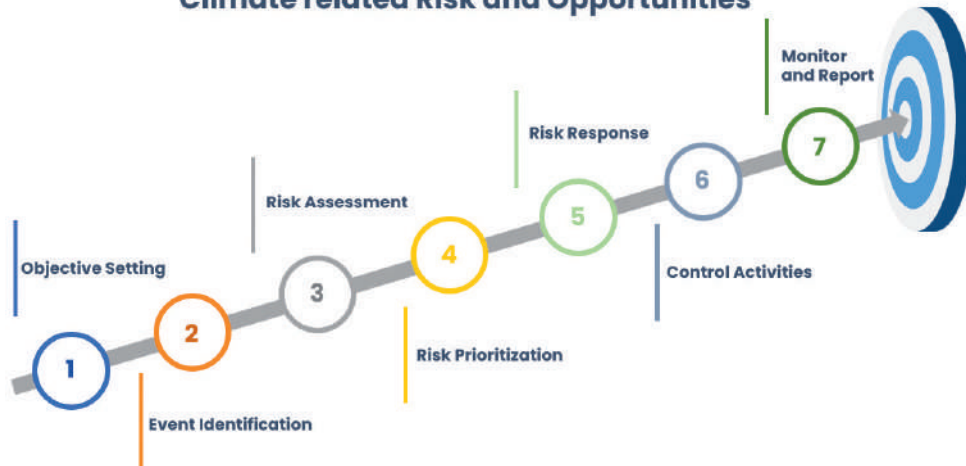 Climate related Risk and Opportunities
1
Objective Setting
2
Event Identification
3
Risk Assessment
4
Risk Prioritization
5
Risk Response
6
Control Activities
7
Monitor
and Report